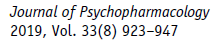 Journal of Psychopharmacology
2019, Vol. 33(8) 923–947